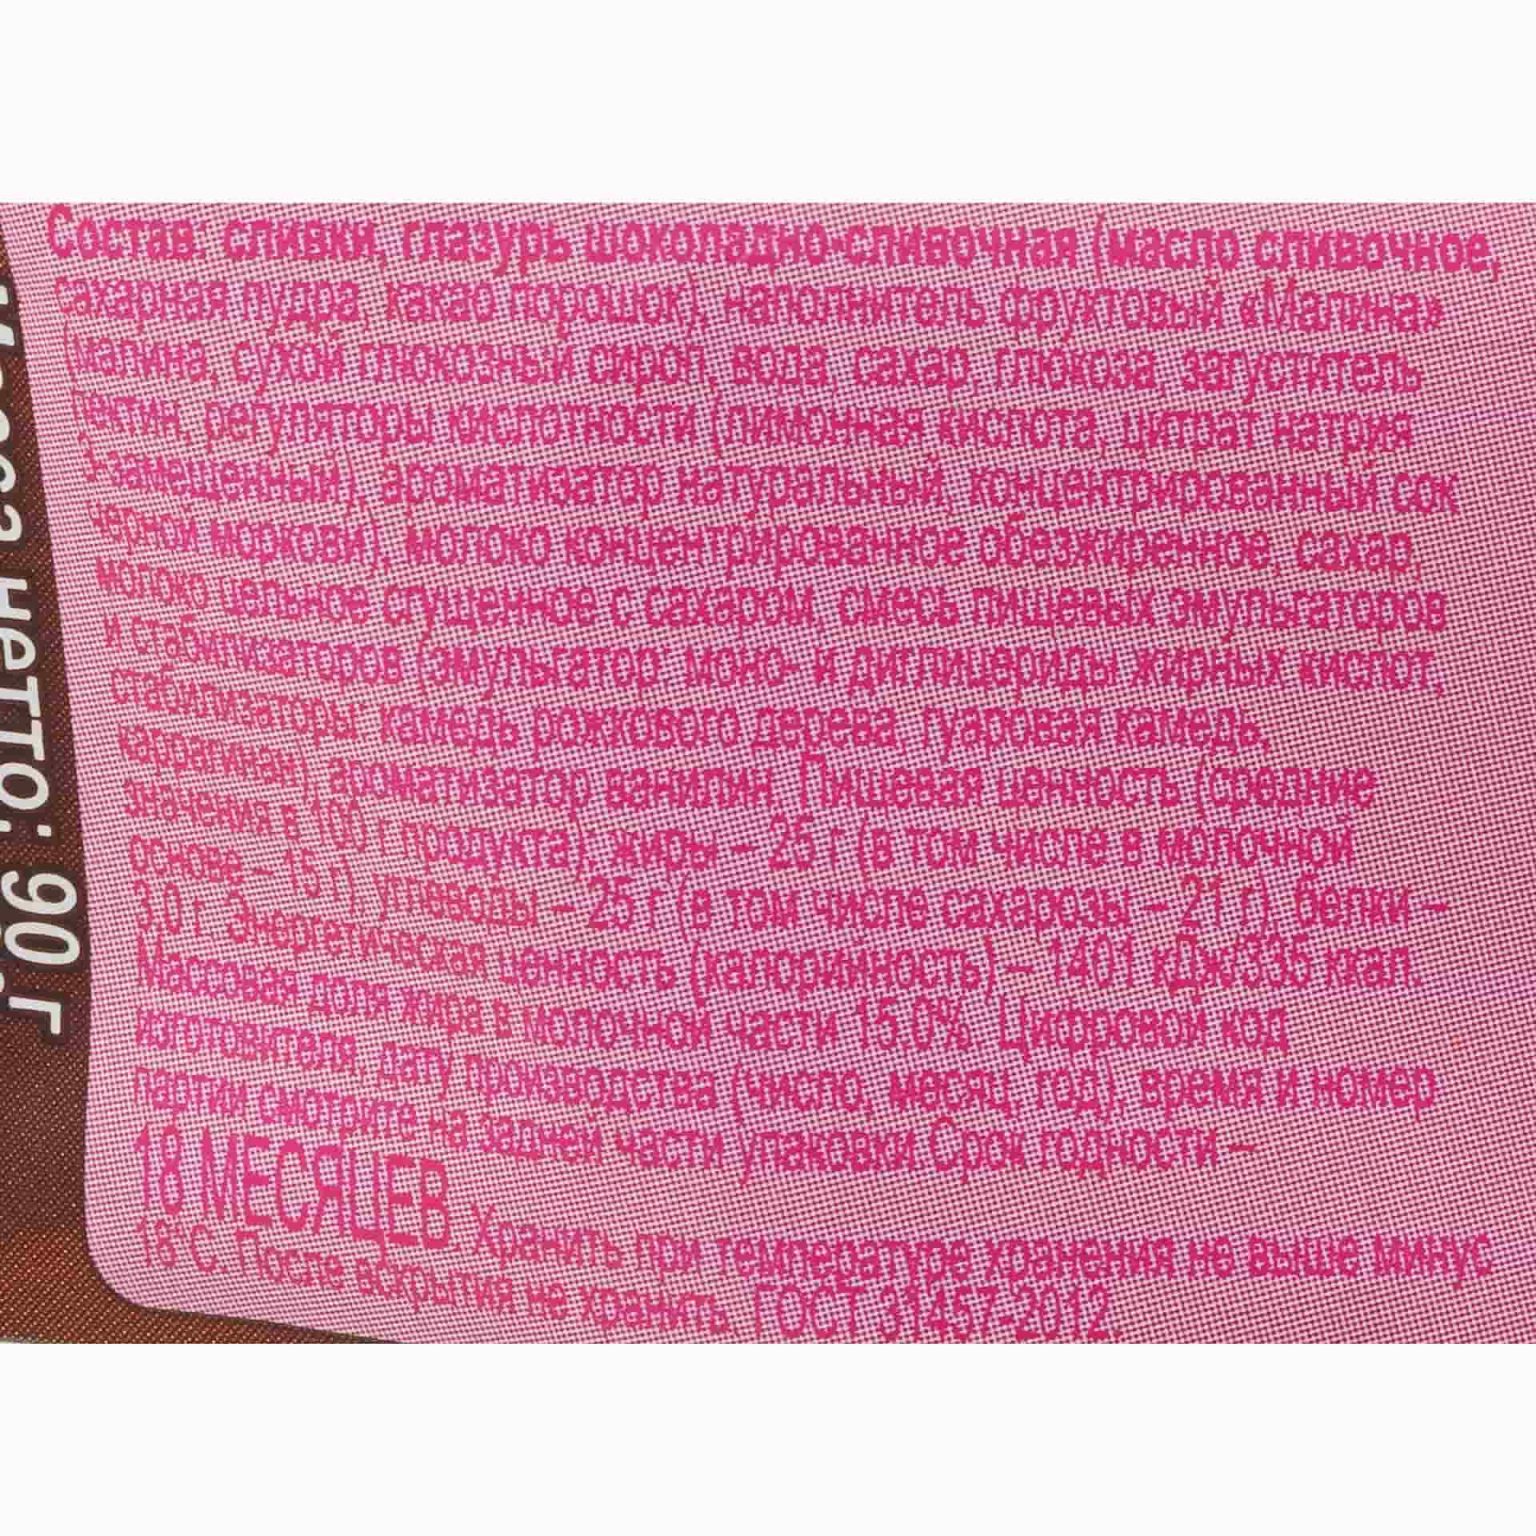 Состав: сливки, глазурь шоколадно-сливочная (масло сливочное,
сахарная пудра, какао порошок), наполнитель фруктовый «Малина»
(малина, сухой глюкозный сироп, вода, сахар, глюкоза, загуститель
пектин, регуляторы кислотности (лимонная кислота, цитрат натрия
3-замещенный), ароматизатор натуральный, концентрированный сок
черной моркови), молоко концентрированное обезжиренное, сахар,
молоко цельное сгущенное с сахаром, смесь пищевых эмульгаторов
и стабилизаторов (эмульгатор: моно- и диглицериды жирных кислот,
стабилизаторы: камедь рожкового дерева, гуаровая камедь,
каррагинан), ароматизатор ванилин. Пищевая ценность (средние
значения в 100 г продукта): жиры – 25 г (в том числе в молочной
основе – 15 г), углеводы – 25 г (в том числе сахарозы – 21 г), белки –
3.0 г. Энергетическая ценность (калорийность) – 1401 кДж/335 ккал.
Массовая доля жира в молочной части 15.0%. Цифровой код
изготовителя, дату производства (число, месяц, год), время и номер
партии смотрите на задней части упаковки.Срок годности –
18 МЕСЯЦЕВ. Хранить при температуре хранения не выше минус
18°С. После вскрытия не хранить. ГОСТ 31457-2012.
Масса нетто: 90 г